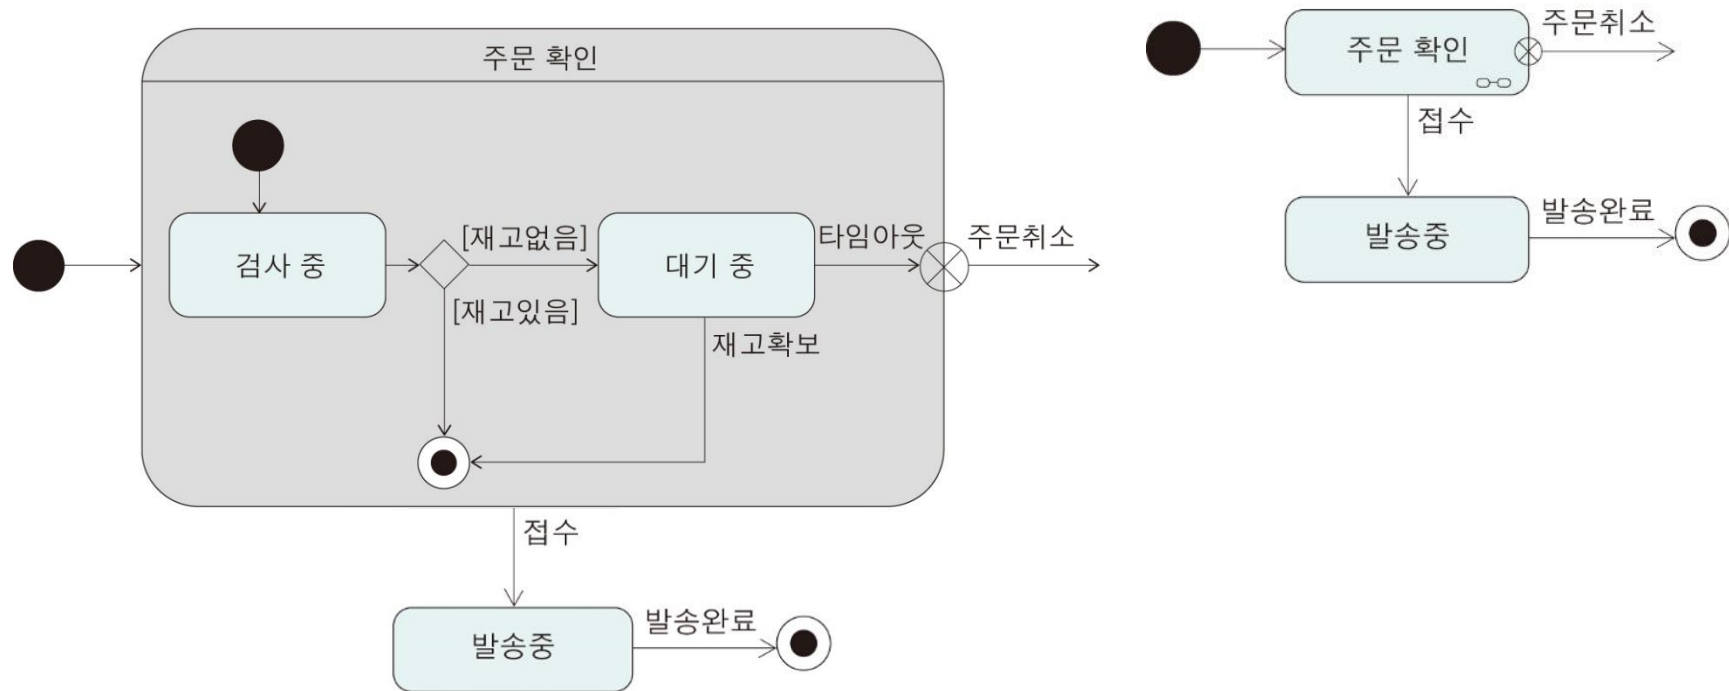 주문 확인
검사 중
[재고없음]
[재고있음]
대기 중
타임아웃
주문취소
재고확보
접수
발송중
발송완료
주문 확인
주문취소
접수
발송중
발송완료